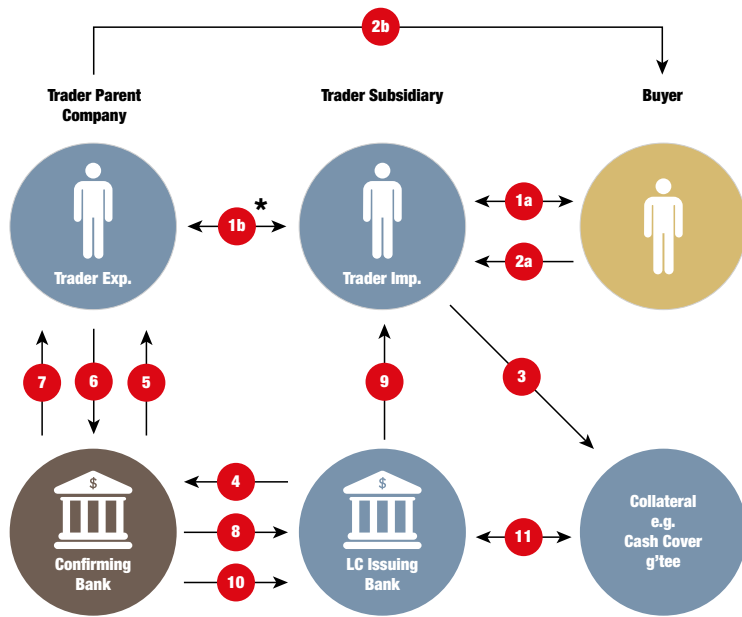 2b
Trader Parent
Company
Trader Subsidiary
Buyer
1b
*
1a
2a
Trader Exp.
Trader Imp.
7
6
5
9
3
$
$
4
8
10
11
Confirming
Bank
LC Issuing
Bank
Collateral
e.g.
Cash Cover
g'tee